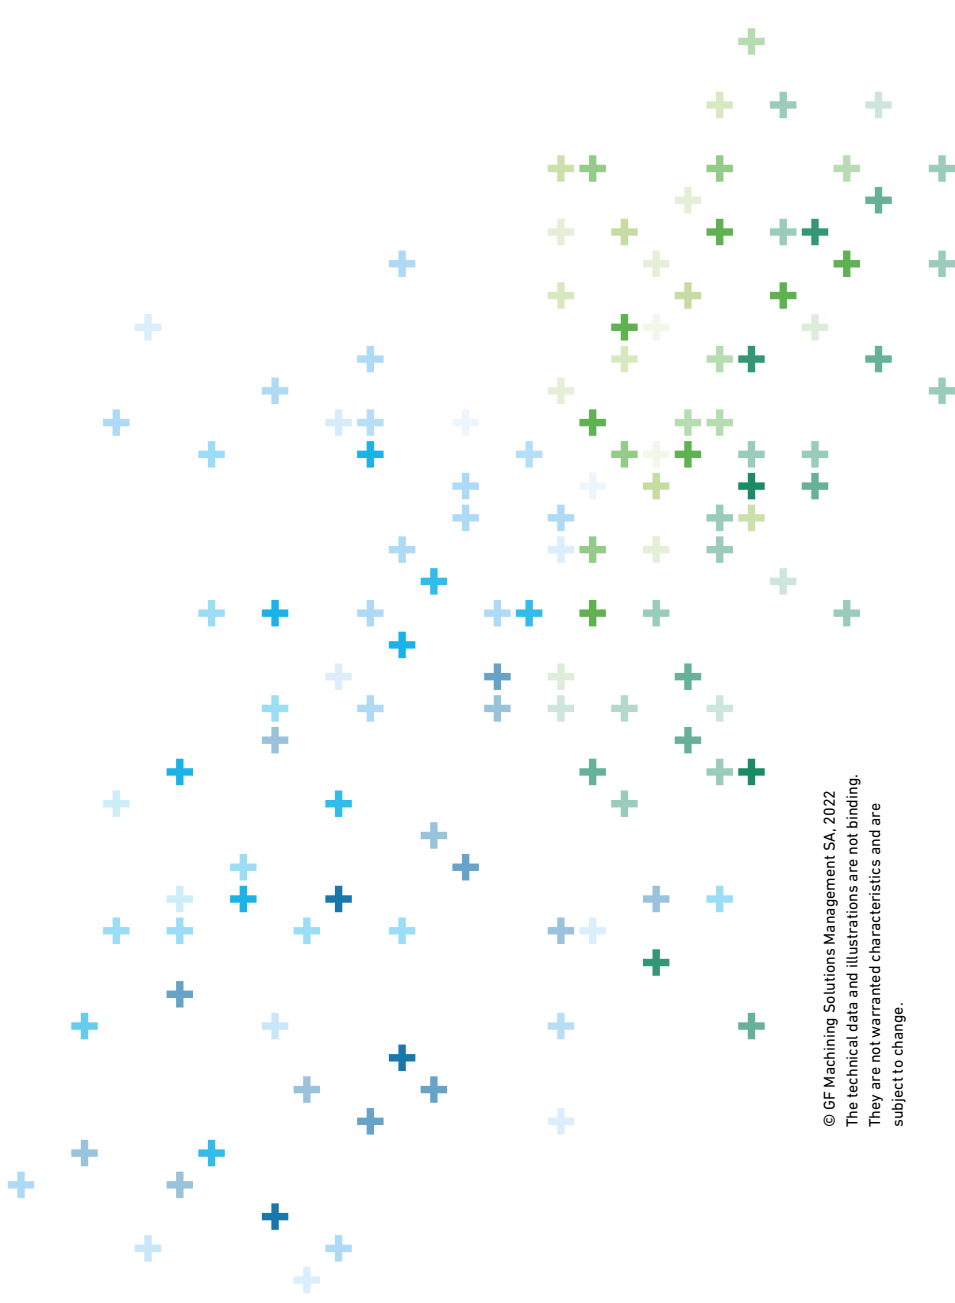 © GF Machining Solutions Management SA, 2022
The technical data and illustrations are not binding.
They are not warranted characteristics and are
subject to change.